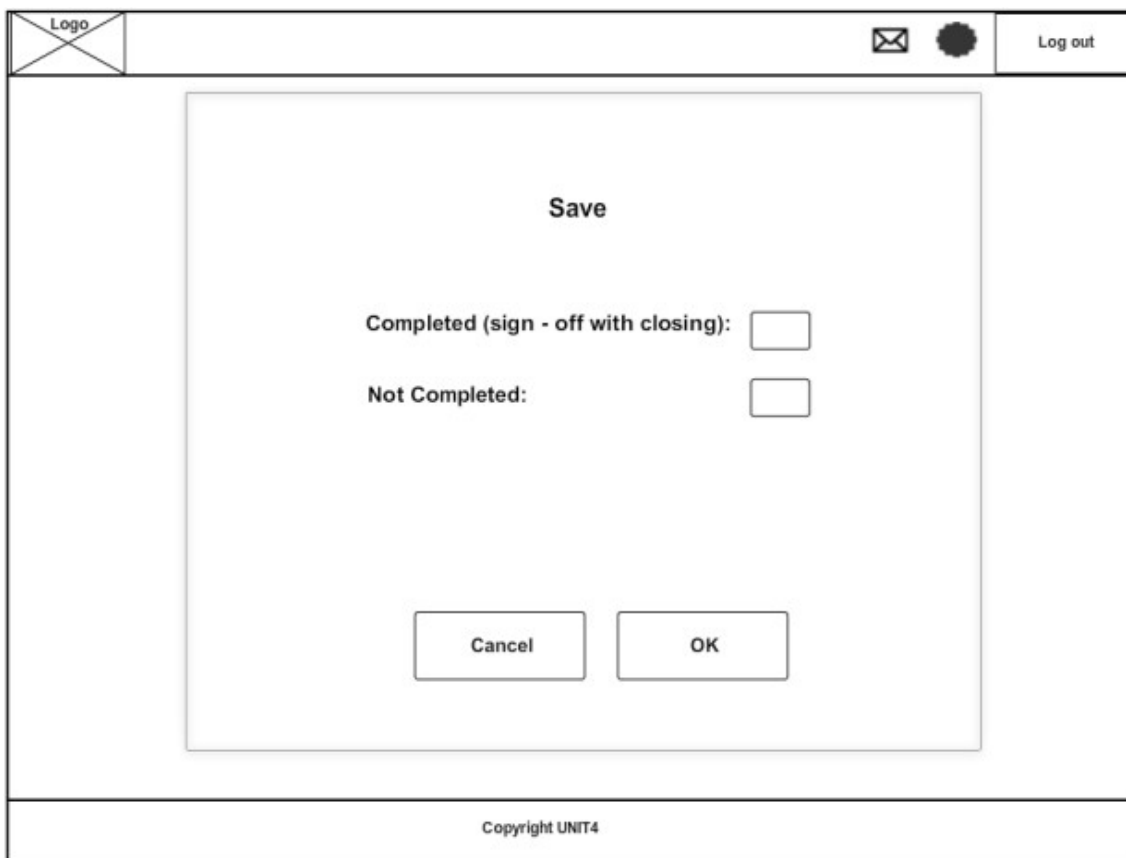 Logo
Log out
Save
Completed (sign - off with closing):
Not Completed:
Cancel
OK
Copyright UNIT4